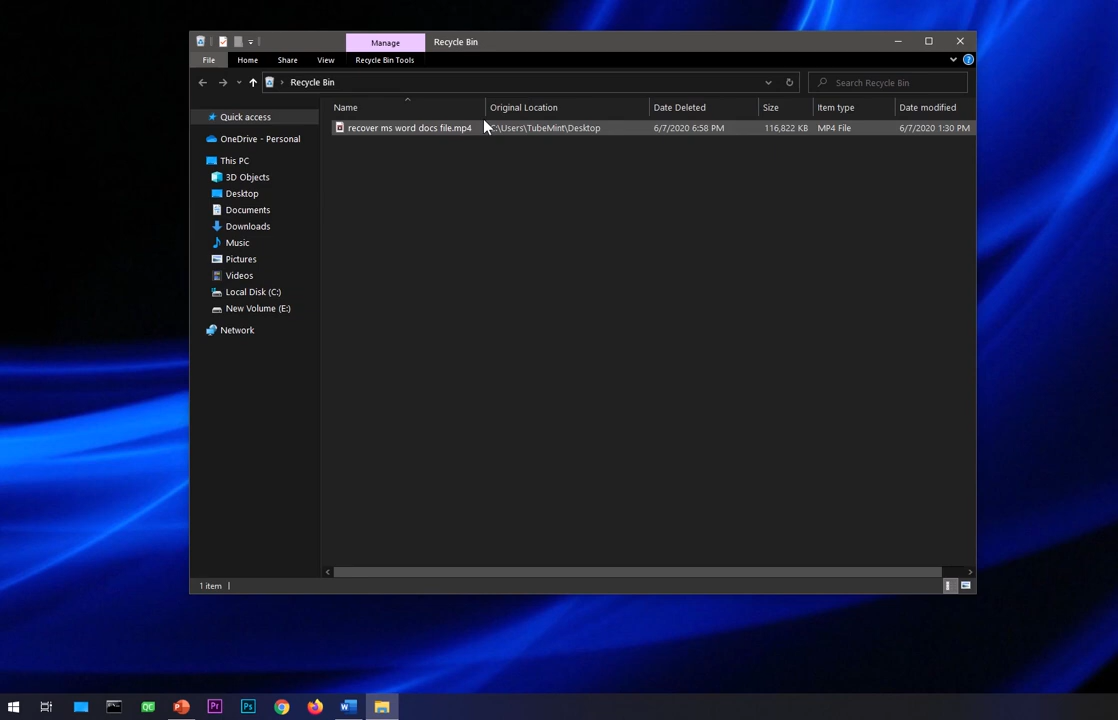 Manage
Recycle Bin
File
Home
Share
View
Recycle Bin Tools
Recycle Bin
Search Recycle Bin
Name
Original Location
Date Deleted
Size
Item type
Date modified
recover ms word docs file.mp4
C:\Users\TubeMint\Desktop
6/7/2020 6:58 PM
116,822 KB
MP4 File
6/7/2020 1:30 PM
Quick access
OneDrive - Personal
This PC
3D Objects
Desktop
Documents
Downloads
Music
Pictures
Videos
Local Disk (C:)
New Volume (E:)
Network
1 item
QC
P
Pr
Ps
W